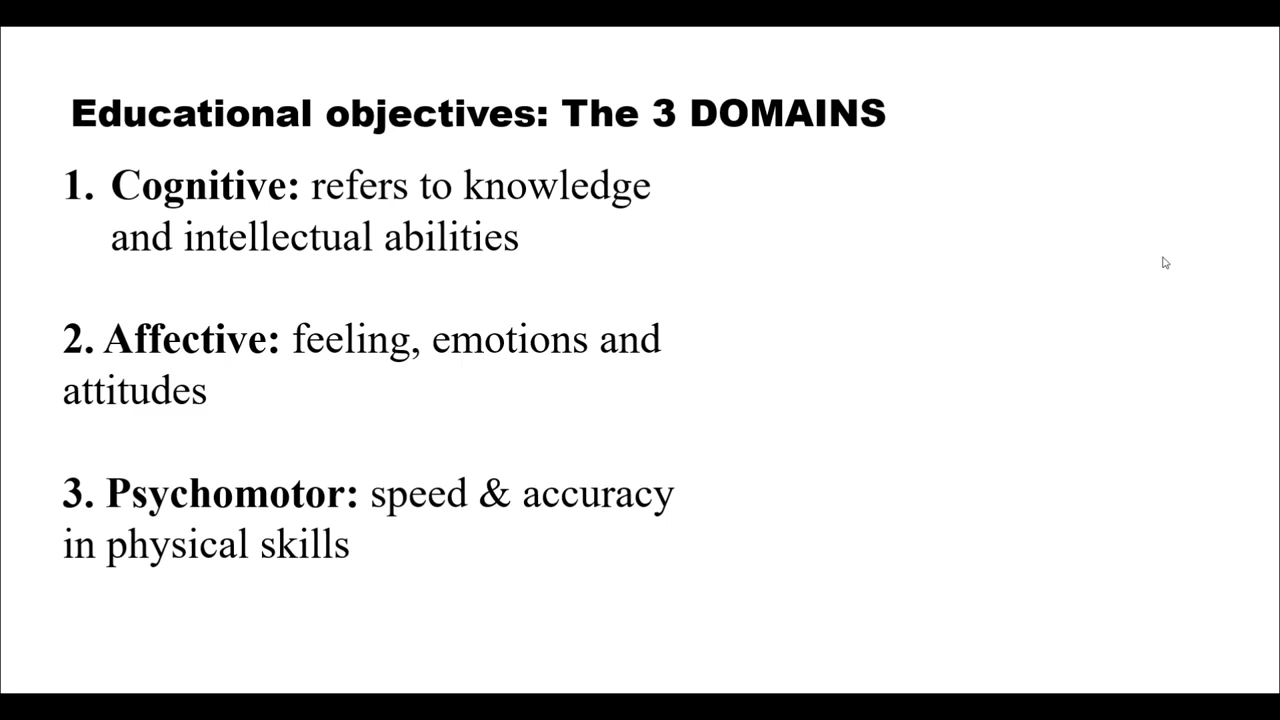 Educational objectives: The 3 DOMAINS
1. Cognitive: refers to knowledge
and intellectual abilities
2. Affective: feeling, emotions and
attitudes
3. Psychomotor: speed & accuracy
in physical skills